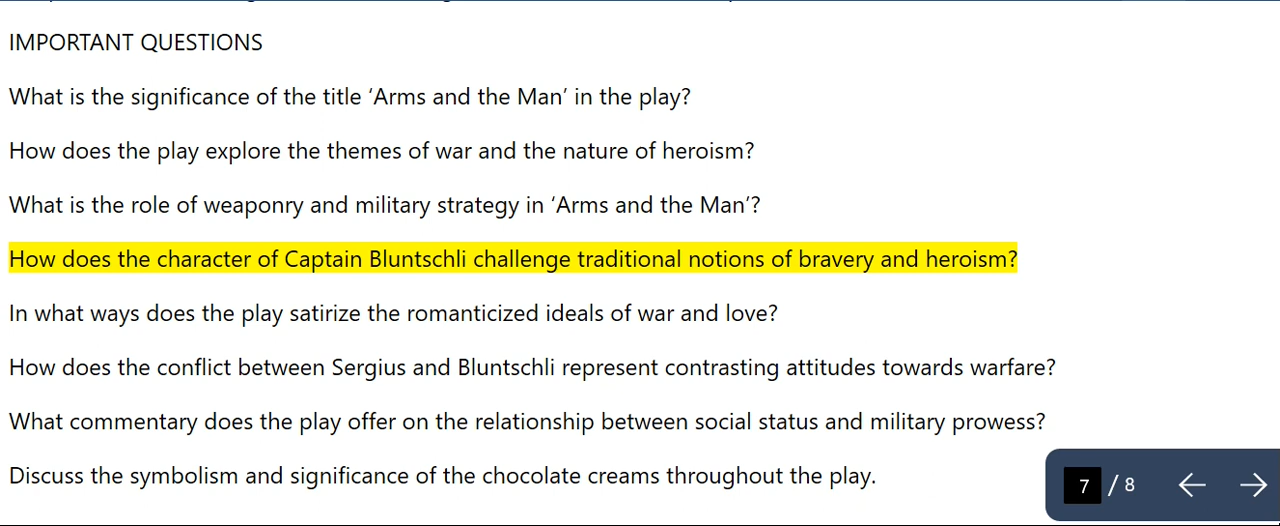 IMPORTANT QUESTIONS
What is the significance of the title ‘Arms and the Man’ in the play?
How does the play explore the themes of war and the nature of heroism?
What is the role of weaponry and military strategy in ‘Arms and the Man’?
How does the character of Captain Bluntschli challenge traditional notions of bravery and heroism?
In what ways does the play satirize the romanticized ideals of war and love?
How does the conflict between Sergius and Bluntschli represent contrasting attitudes towards warfare?
What commentary does the play offer on the relationship between social status and military prowess?
Discuss the symbolism and significance of the chocolate creams throughout the play.
7 / 8